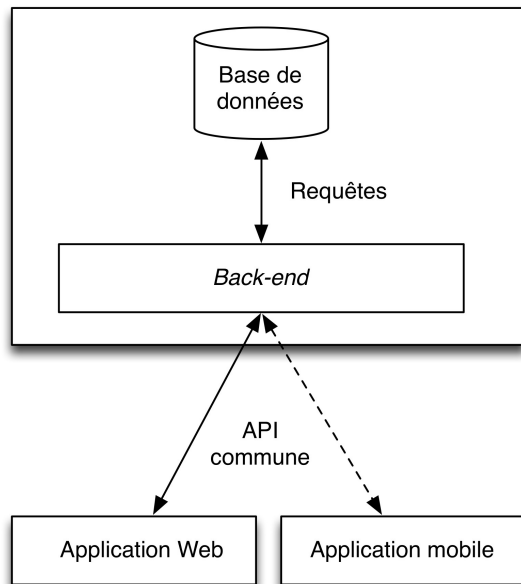 Base de
données
Requêtes
Back-end
API
commune
Application Web
Application mobile